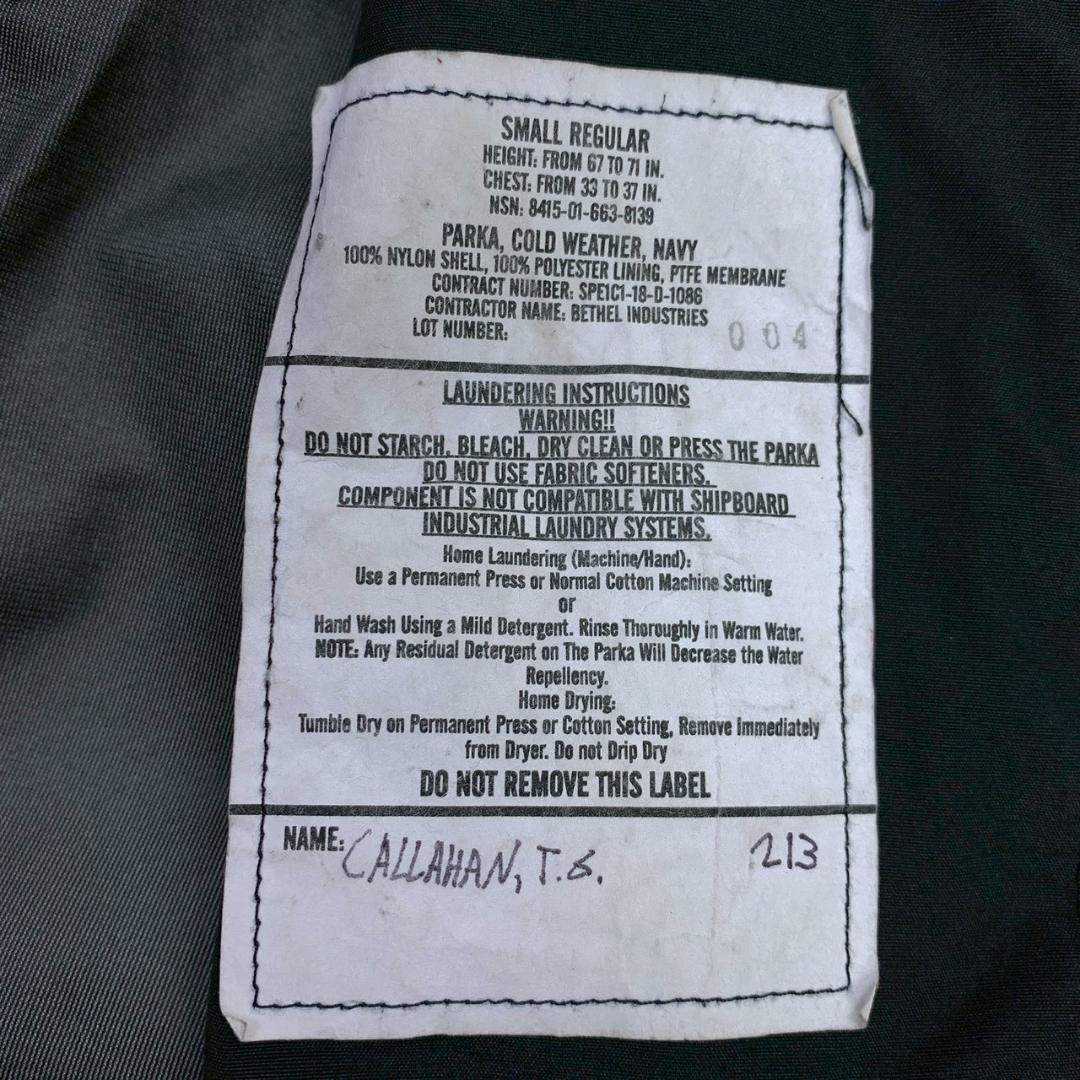 SMALL REGULAR
HEIGHT: FROM 67 TO 71 IN.
CHEST: FROM 33 TO 37 IN.
NSN: 8415-01-663-8139
PARKA, COLD WEATHER, NAVY
100% NYLON SHELL, 100% POLYESTER LINING, PTFE MEMBRANE
CONTRACT NUMBER: SPE1C1-18-D-1086
CONTRACTOR NAME: BETHEL INDUSTRIES
LOT NUMBER: 004
LAUNDERING INSTRUCTIONS
WARNING!!
DO NOT STARCH, BLEACH, DRY CLEAN OR PRESS THE PARKA
DO NOT USE FABRIC SOFTENERS.
COMPONENT IS NOT COMPATIBLE WITH SHIPBOARD
INDUSTRIAL LAUNDRY SYSTEMS.
Home Laundering (Machine/Hand):
Use a Permanent Press or Normal Cotton Machine Setting
or
Hand Wash Using a Mild Detergent. Rinse Thoroughly in Warm Water.
NOTE: Any Residual Detergent on The Parka Will Decrease the Water
Repellency.
Home Drying:
Tumble Dry on Permanent Press or Cotton Setting, Remove Immediately
from Dryer. Do not Drip Dry
DO NOT REMOVE THIS LABEL
NAME: CALLAHAN, T.G. 213